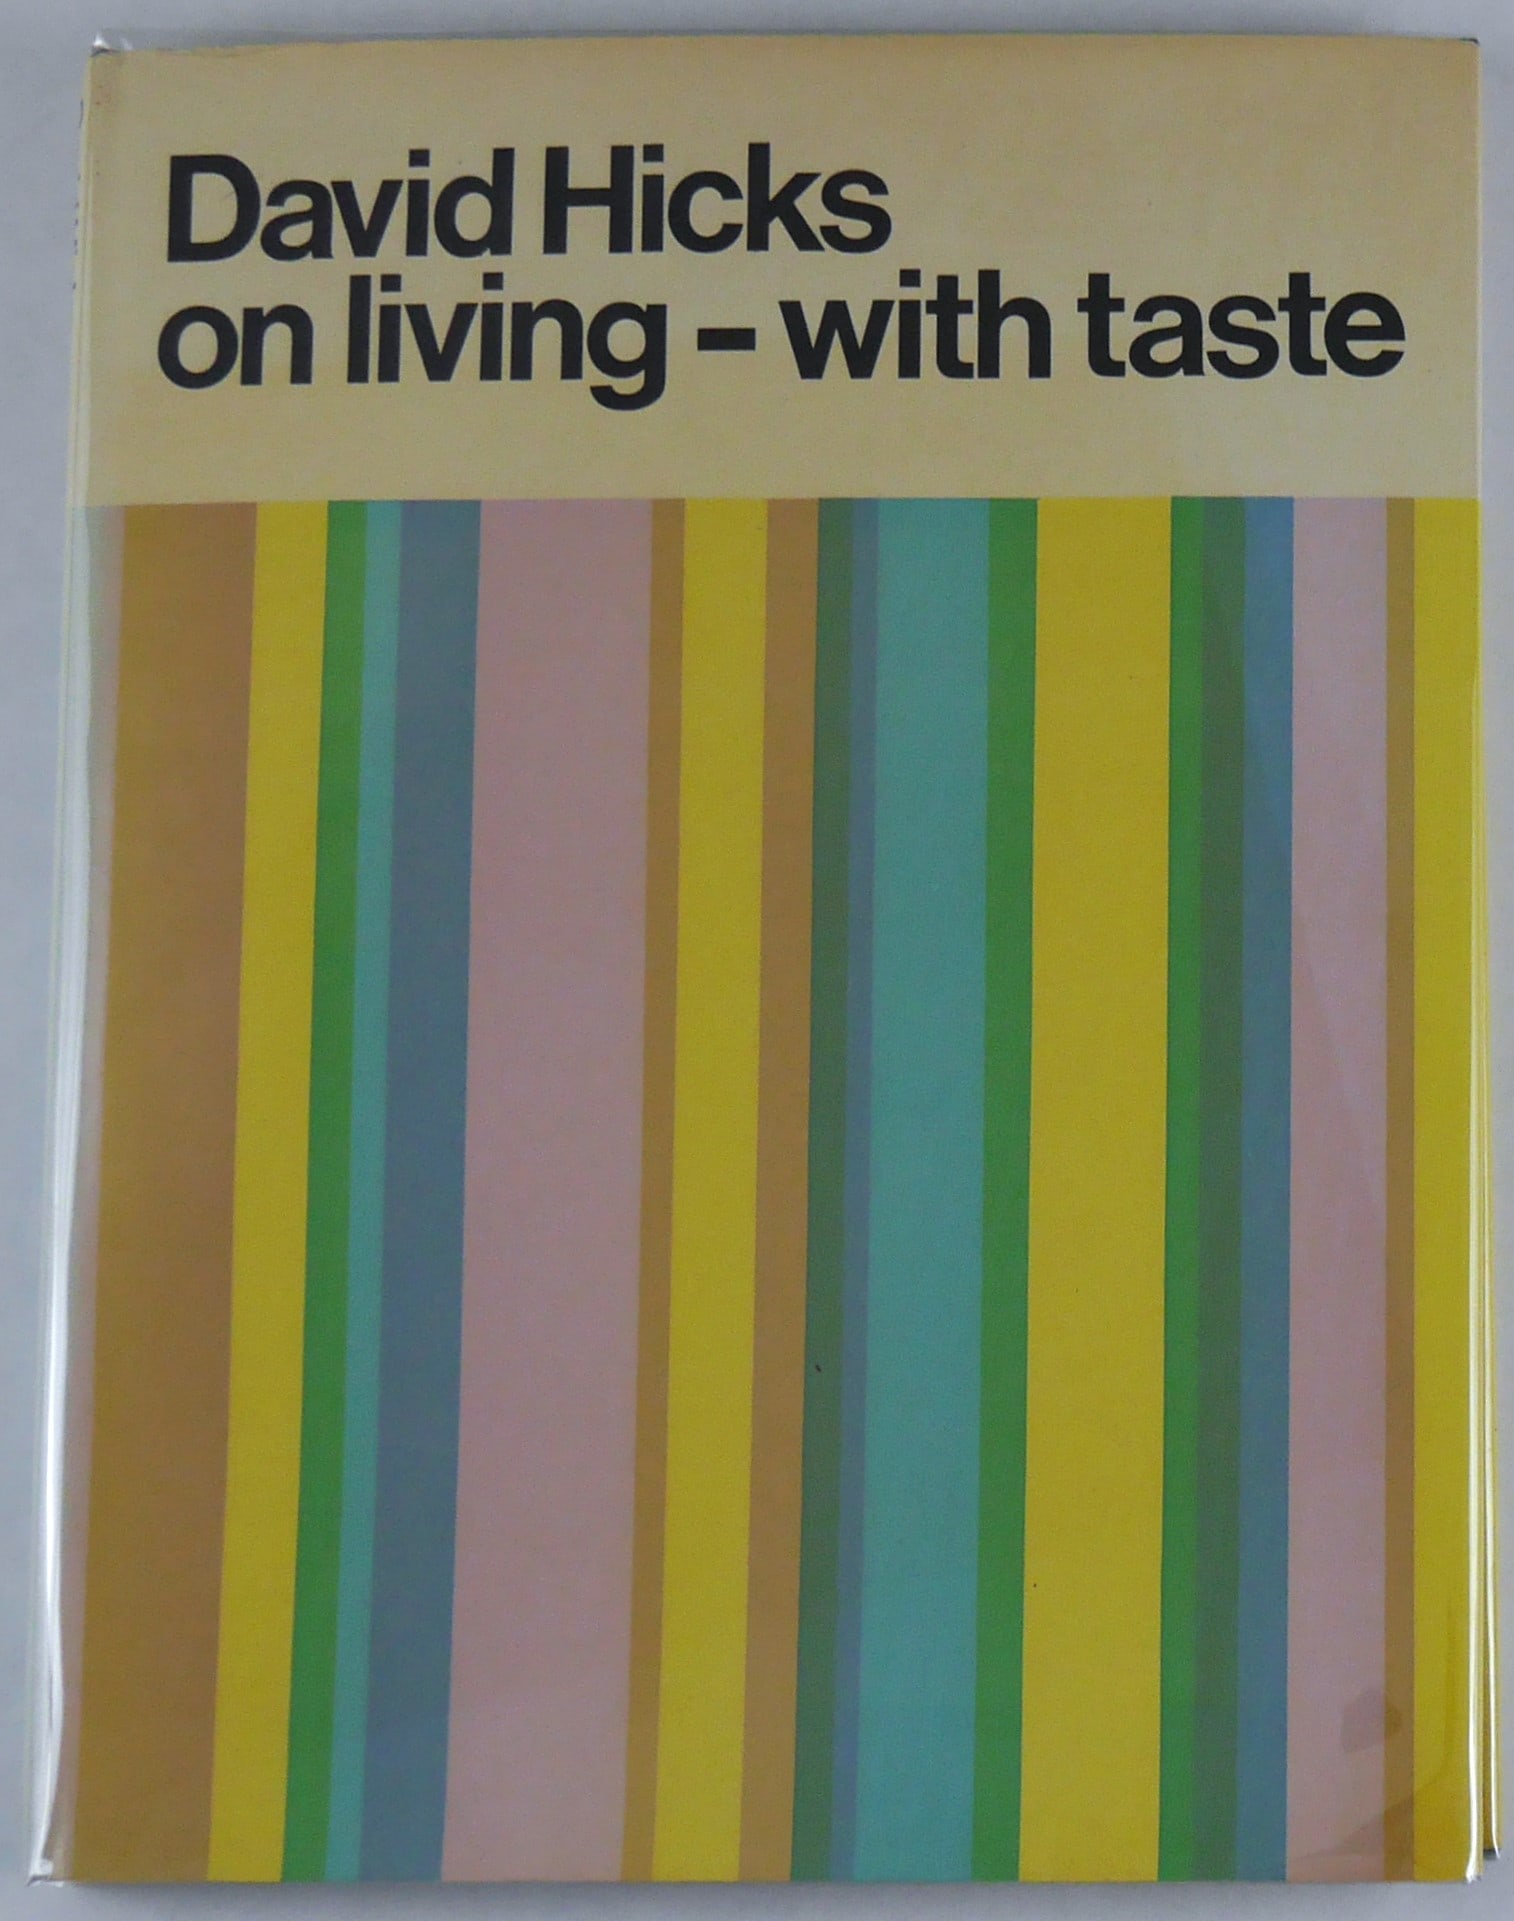 David Hicks
on living – with taste